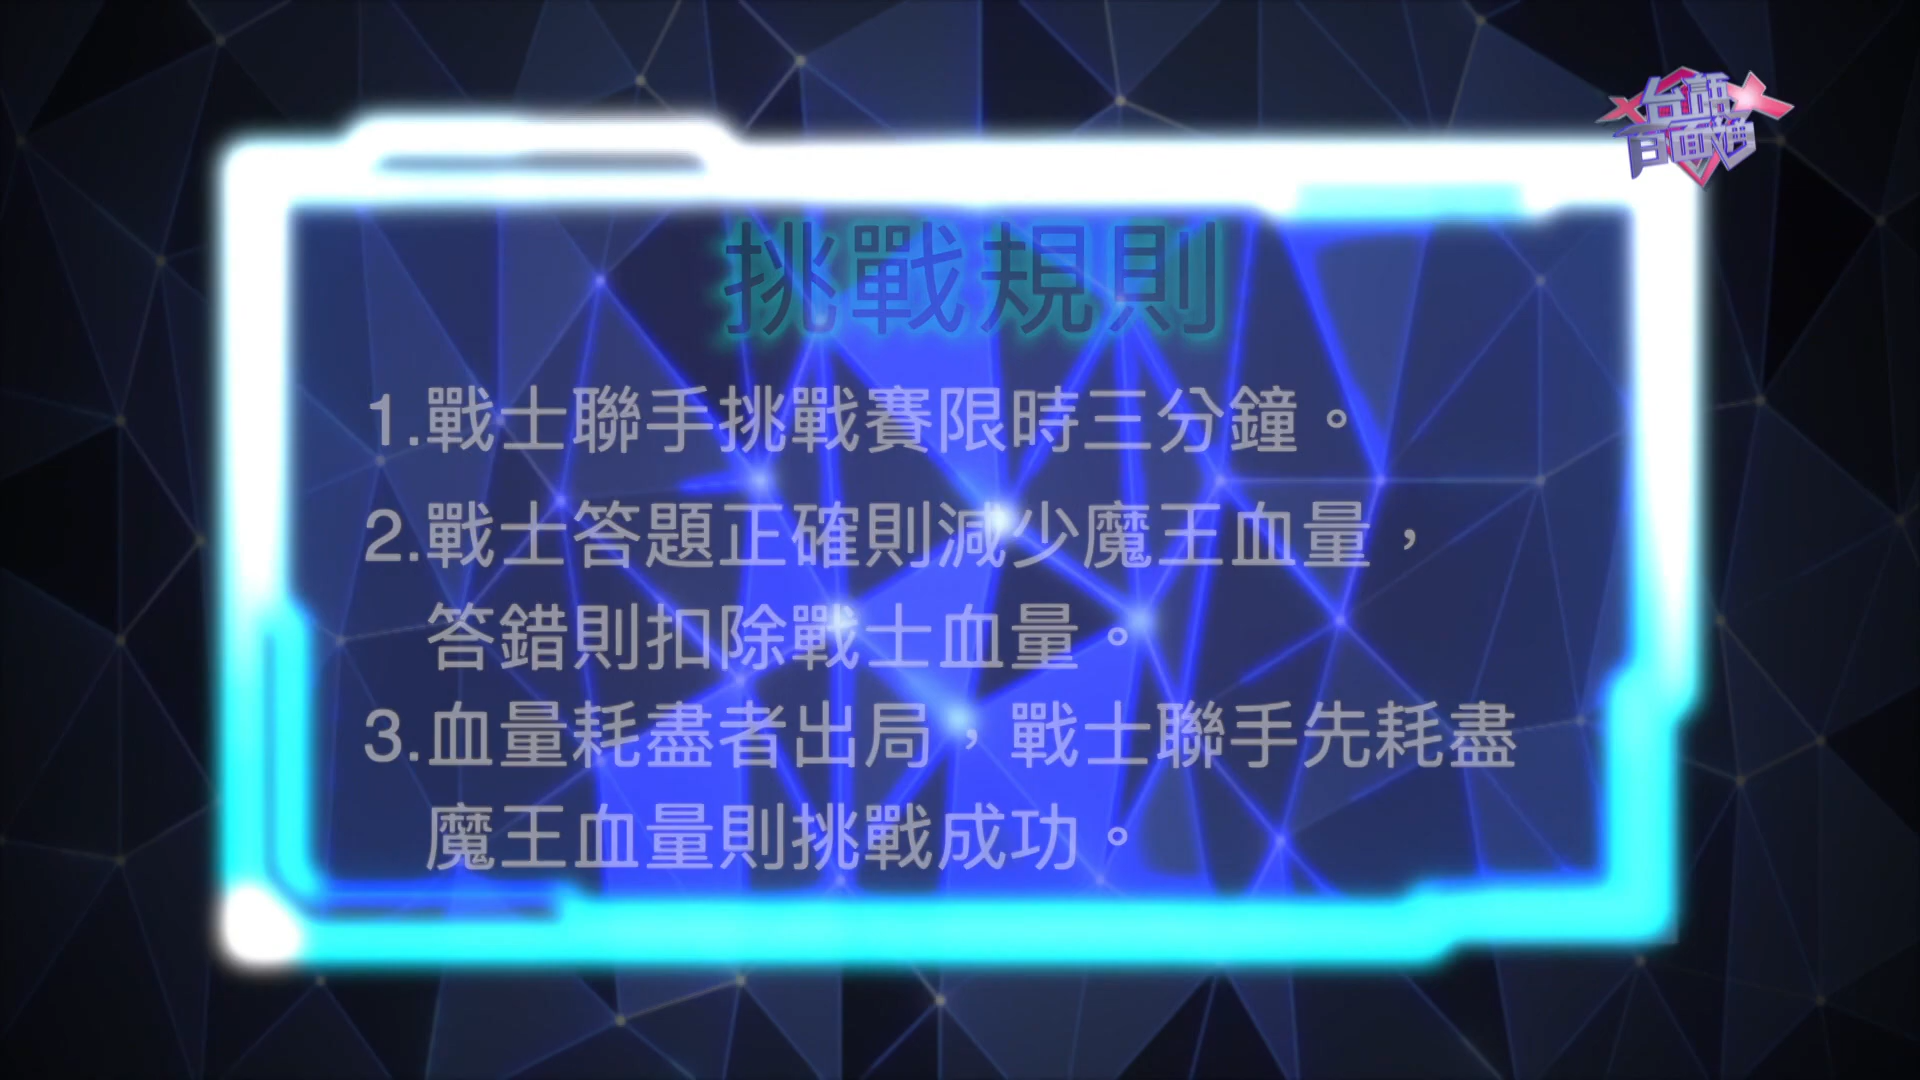 台語
百面通
挑戰規則
1.戰士聯手挑戰賽限時三分鐘。
2.戰士答題正確則減少魔王血量，
答錯則扣除戰士血量。
3.血量耗盡者出局，戰士聯手先耗盡
魔王血量則挑戰成功。